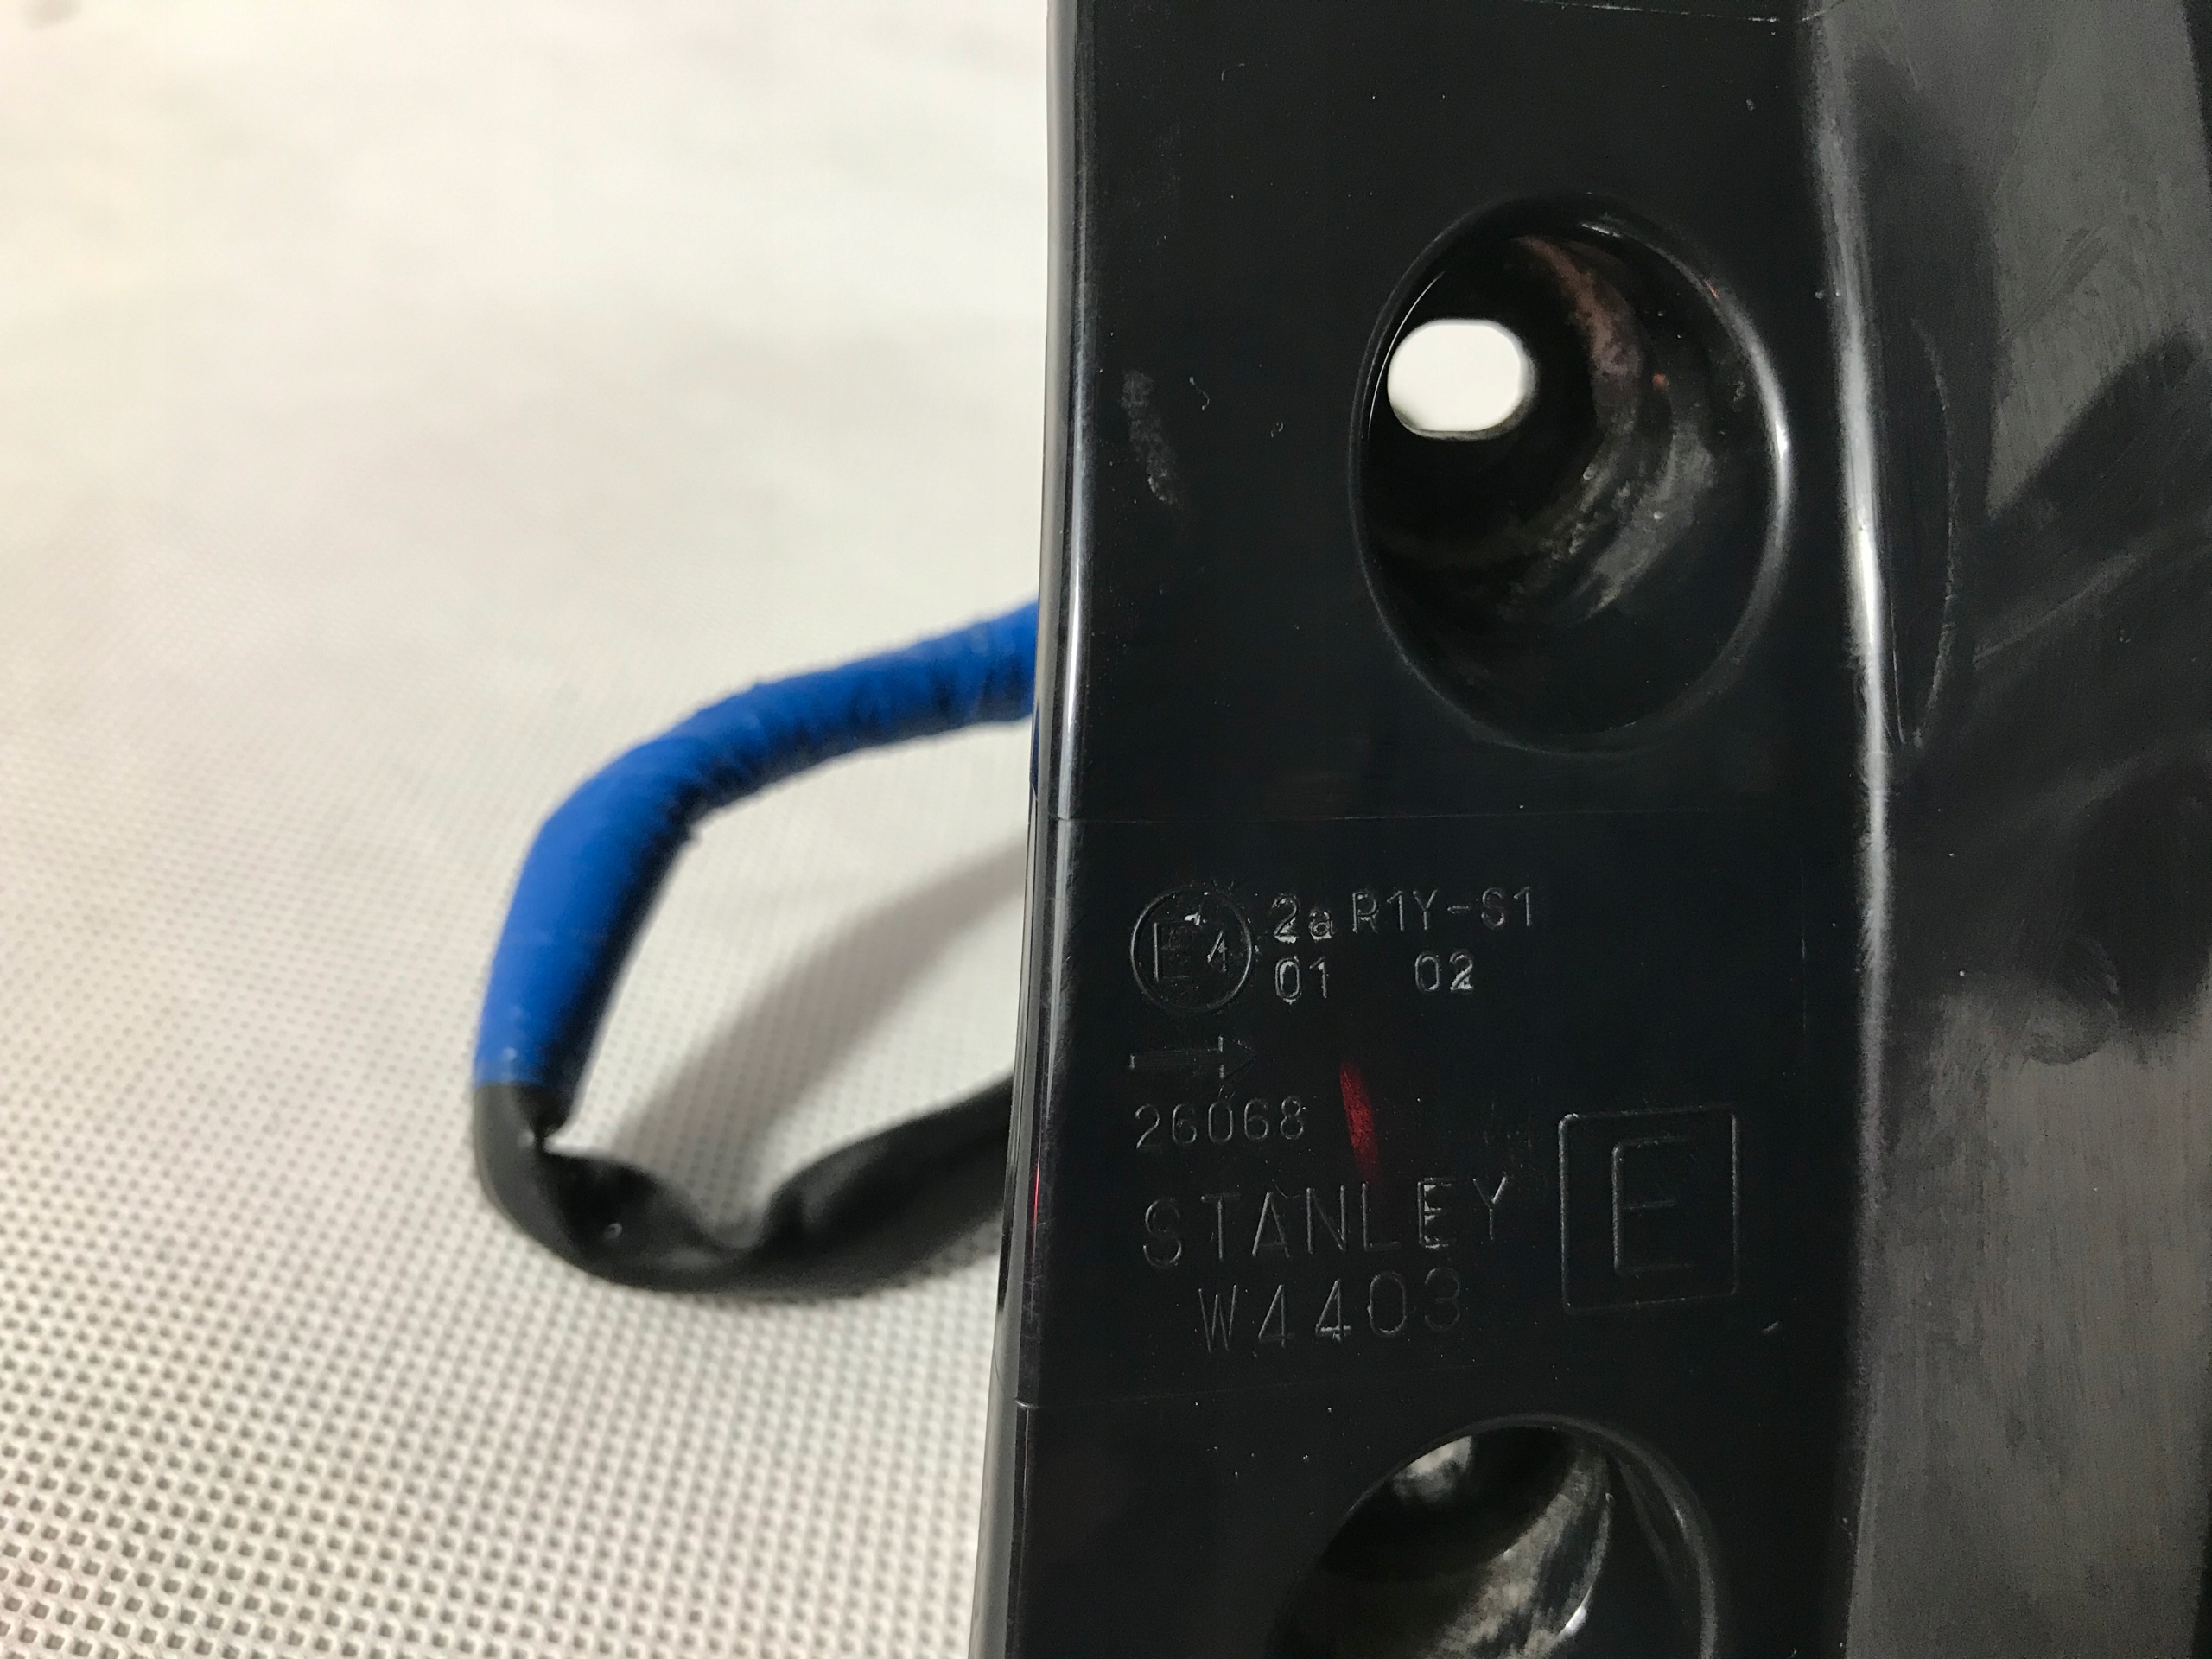 E4 2a R1Y-S1
01 02
→
26068
STANLEY E
W4403